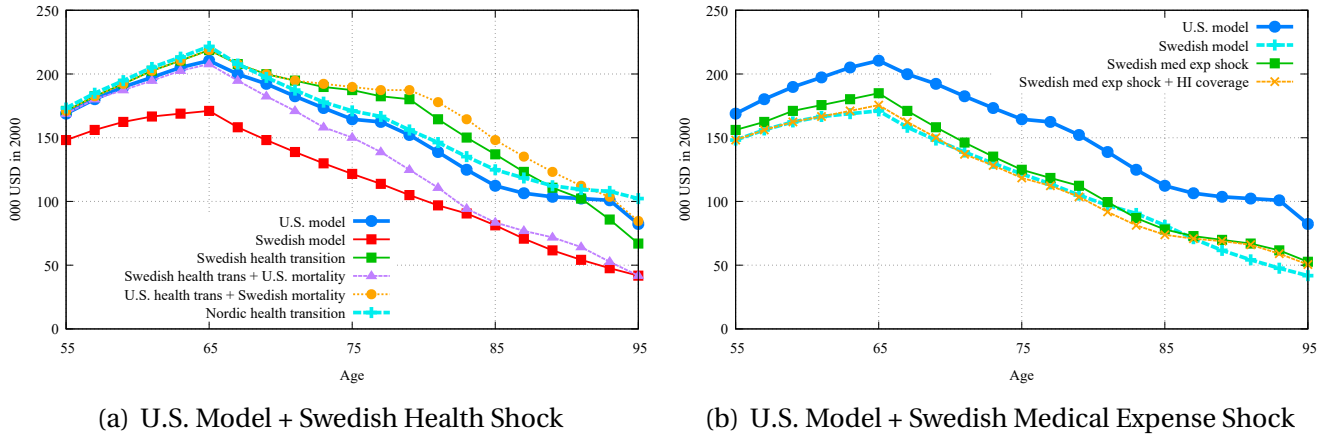 250
200
150
100
50
0
000 USD in 2000
U.S. model
Swedish model
Swedish health transition
Swedish health trans + U.S. mortality
U.S. health trans + Swedish mortality
Nordic health transition
55
65
75
85
95
Age
(a) U.S. Model + Swedish Health Shock
250
200
150
100
50
0
000 USD in 2000
U.S. model
Swedish model
Swedish med exp shock
Swedish med exp shock + HI coverage
55
65
75
85
95
Age
(b) U.S. Model + Swedish Medical Expense Shock